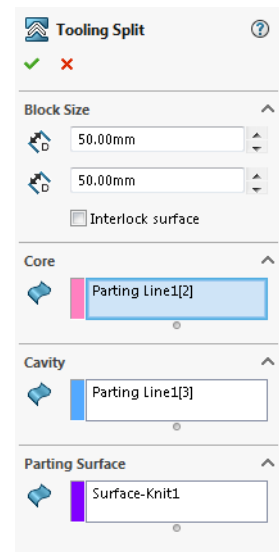 Tooling Split
Block Size
50.00mm
50.00mm
Interlock surface
Core
Parting Line1[2]
Cavity
Parting Line1[3]
Parting Surface
Surface-Knit1